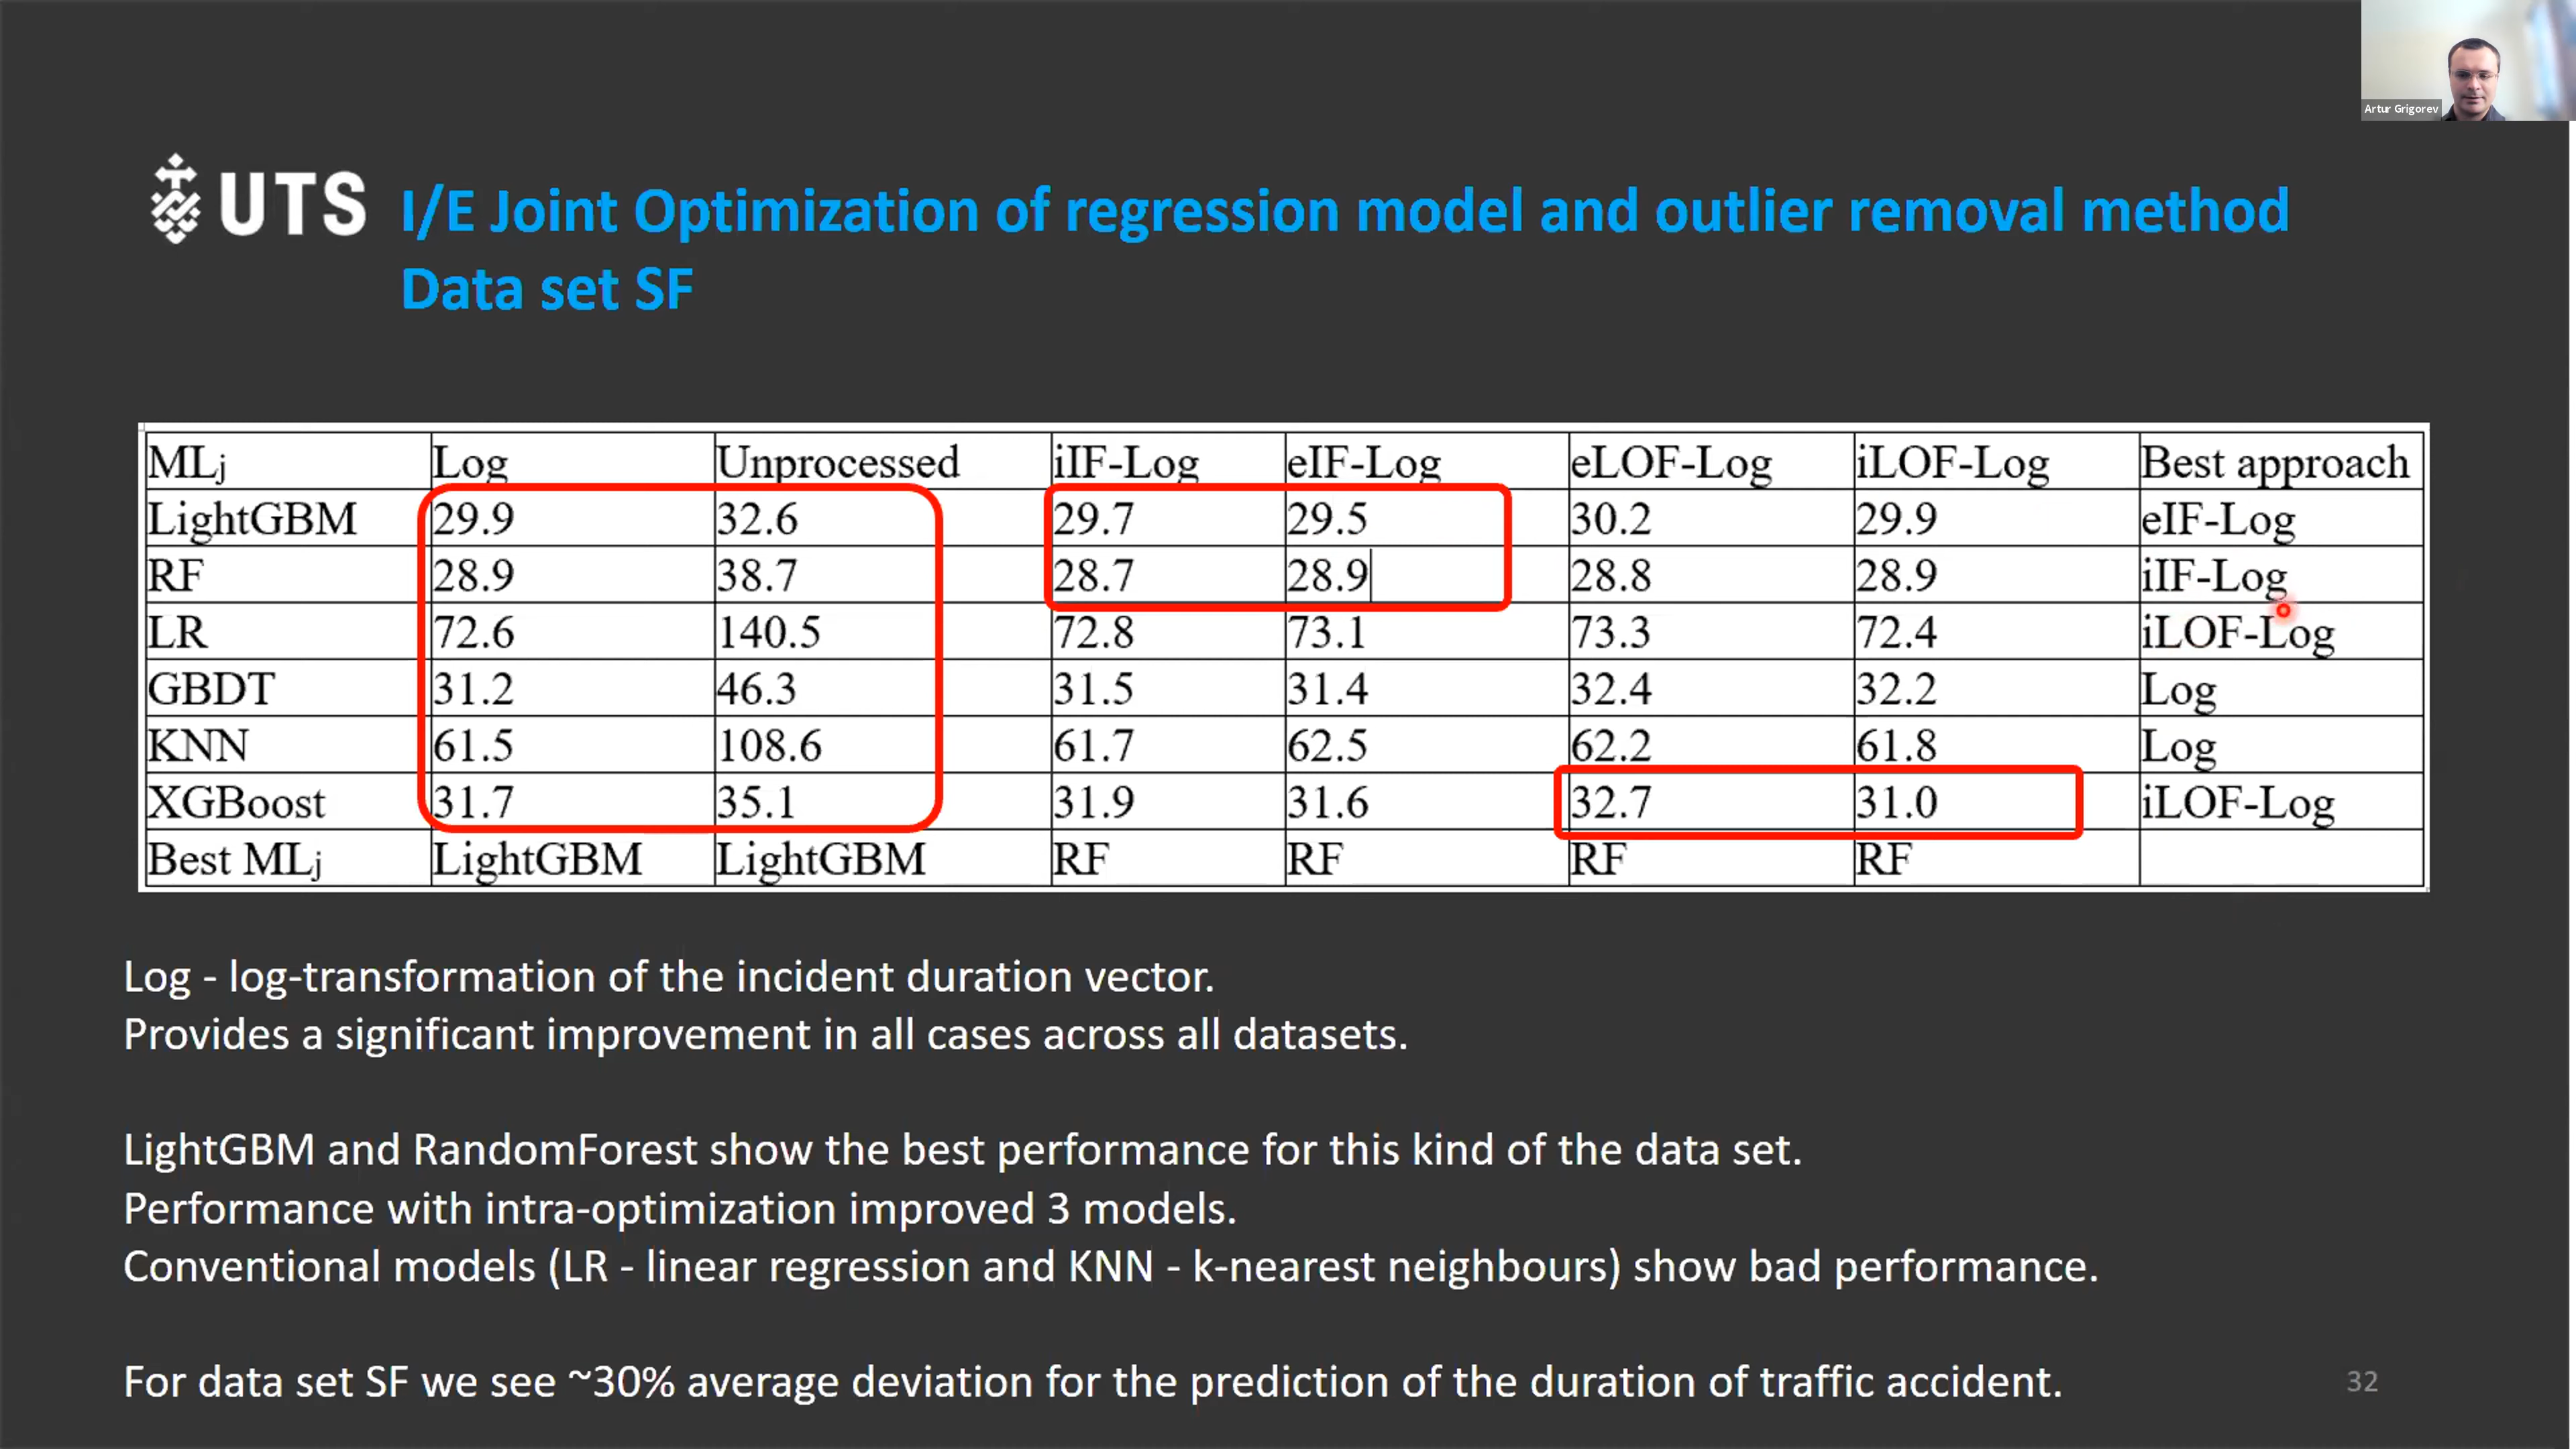 Artur Grigorev
UTS
I/E Joint Optimization of regression model and outlier removal method
Data set SF
MLj Log Unprocessed iIF-Log eIF-Log eLOF-Log iLOF-Log Best approach
LightGBM 29.9 32.6 29.7 29.5 30.2 29.9 eIF-Log
RF 28.9 38.7 28.7 28.9 28.8 28.9 iIF-Log
LR 72.6 140.5 72.8 73.1 73.3 72.4 iLOF-Log
GBDT 31.2 46.3 31.5 31.4 32.4 32.2 Log
KNN 61.5 108.6 61.7 62.5 62.2 61.8 Log
XGBoost 31.7 35.1 31.9 31.6 32.7 31.0 iLOF-Log
Best MLj LightGBM LightGBM RF RF RF RF
Log - log-transformation of the incident duration vector.
Provides a significant improvement in all cases across all datasets.
LightGBM and RandomForest show the best performance for this kind of the data set.
Performance with intra-optimization improved 3 models.
Conventional models (LR - linear regression and KNN - k-nearest neighbours) show bad performance.
For data set SF we see ~30% average deviation for the prediction of the duration of traffic accident.
32